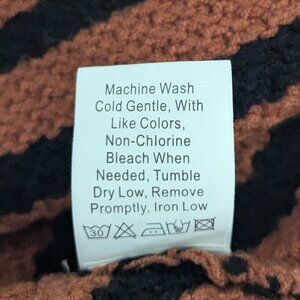 Machine Wash
Cold Gentle, With
Like Colors,
Non-Chlorine
Bleach When
Needed, Tumble
Dry Low, Remove
Promptly, Iron Low
30